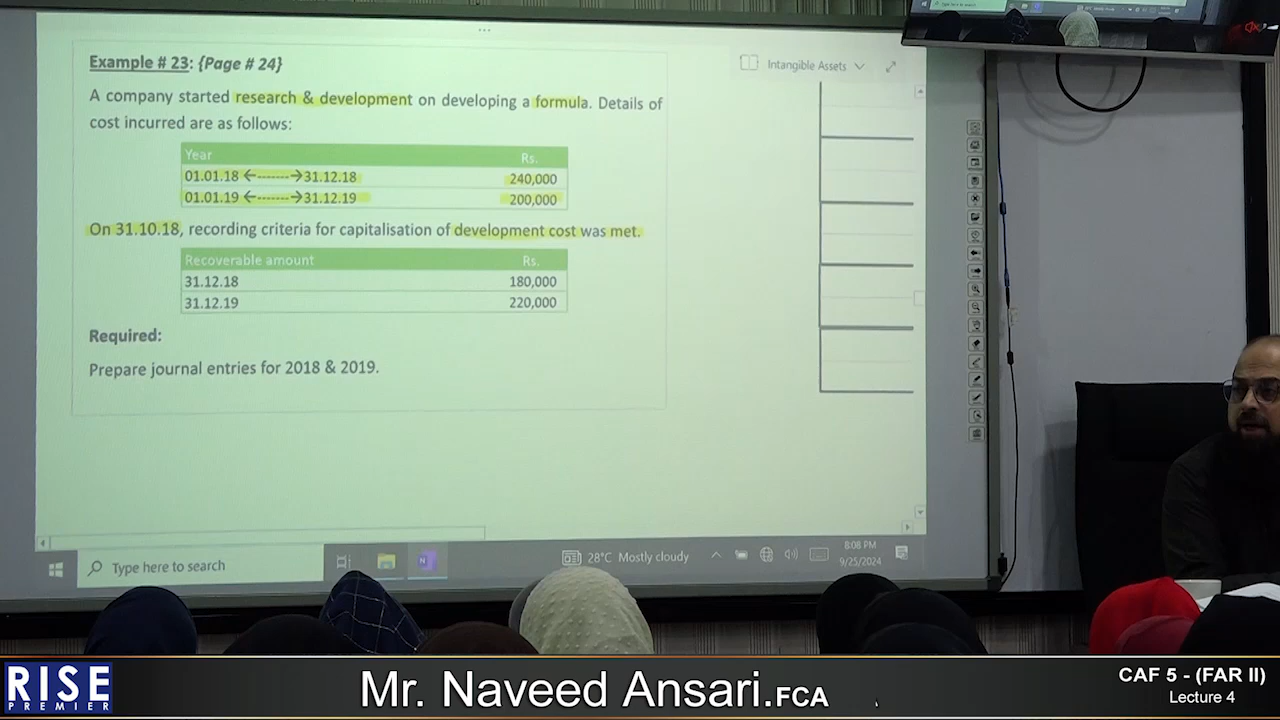 Example # 23: {Page # 24}
Intangible Assets
A company started research & development on developing a formula. Details of
cost incurred are as follows:
Year Rs.
01.01.18 ←-------→31.12.18 240,000
01.01.19 ←-------→31.12.19 200,000
On 31.10.18, recording criteria for capitalisation of development cost was met.
Recoverable amount Rs.
31.12.18 180,000
31.12.19 220,000
Required:
Prepare journal entries for 2018 & 2019.
Type here to search
28°C Mostly cloudy
8:08 PM
9/25/2024
RISE
PREMIER
Mr. Naveed Ansari.FCA
CAF 5 - (FAR II)
Lecture 4